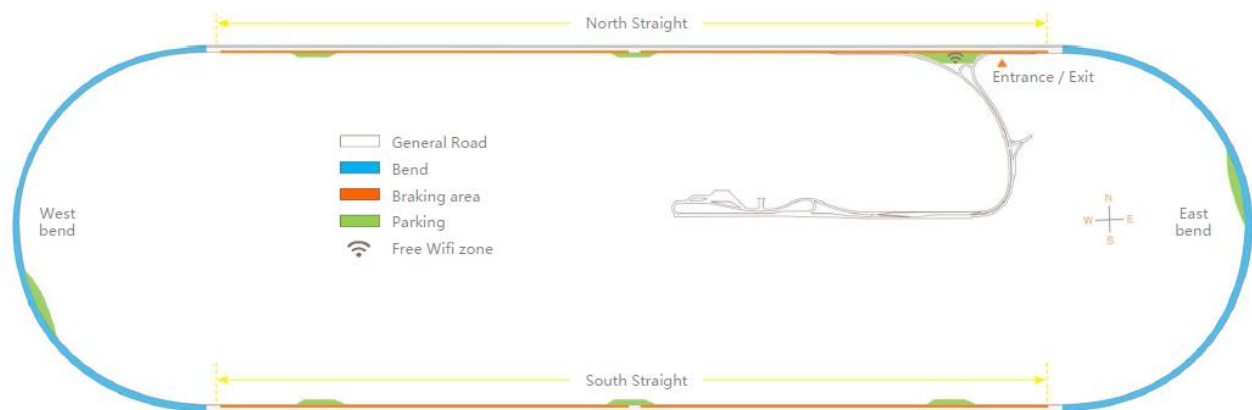 North Straight
Entrance / Exit
General Road
Bend
Braking area
Parking
Free Wifi zone
West
bend
N
W E
S
East
bend
South Straight